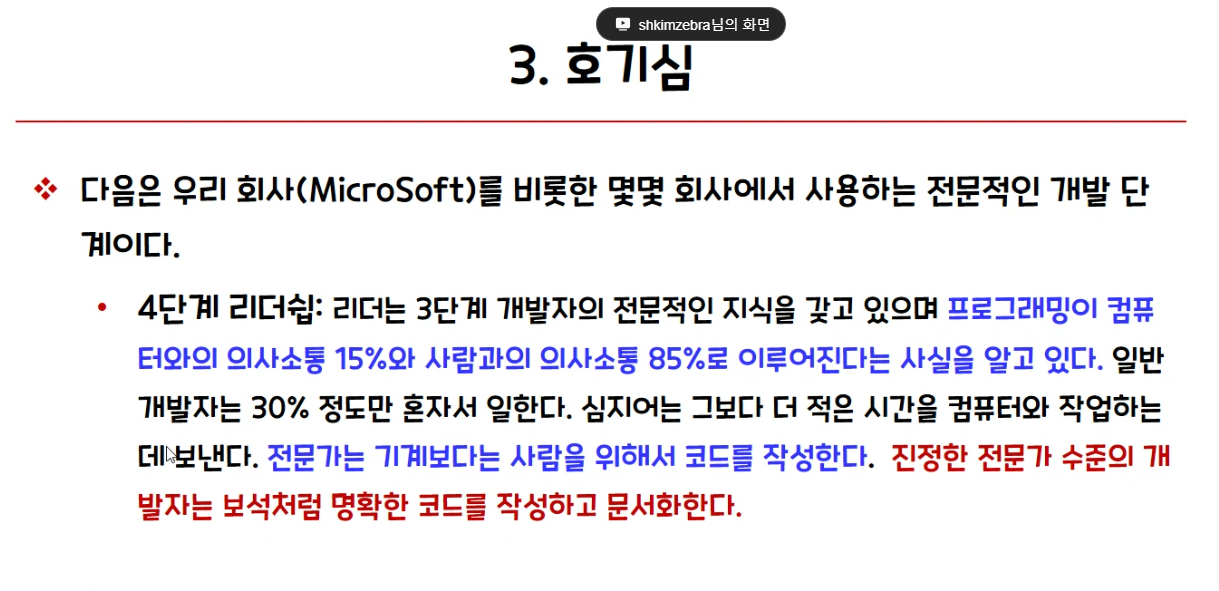 shkimzebra님의 화면
3. 호기심
다음은 우리 회사(MicroSoft)를 비롯한 몇몇 회사에서 사용하는 전문적인 개발 단
계이다.
4단계 리더쉽: 리더는 3단계 개발자의 전문적인 지식을 갖고 있으며 프로그래밍이 컴퓨
터와의 의사소통 15%와 사람과의 의사소통 85%로 이루어진다는 사실을 알고 있다. 일반
개발자는 30% 정도만 혼자서 일한다. 심지어는 그보다 더 적은 시간을 컴퓨터와 작업하는
데 보낸다. 전문가는 기계보다는 사람을 위해서 코드를 작성한다. 진정한 전문가 수준의 개
발자는 보석처럼 명확한 코드를 작성하고 문서화한다.